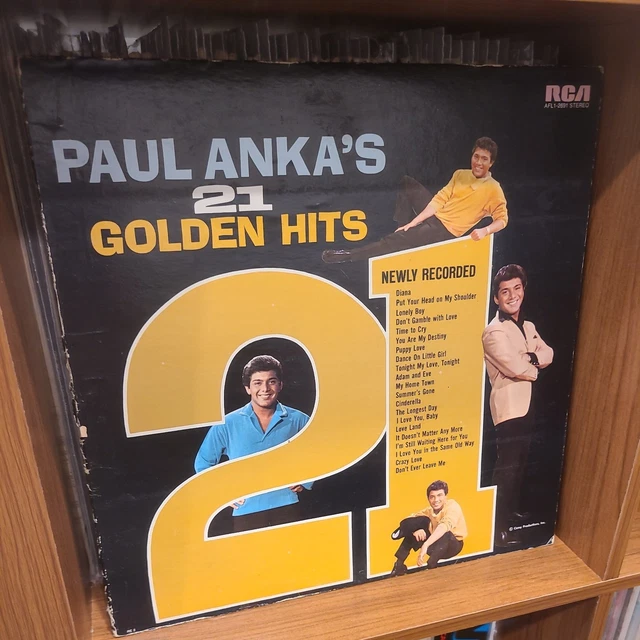 RCA
AFL1-2691 STEREO
PAUL ANKA'S
21
GOLDEN HITS
21
NEWLY RECORDED
Diana
Put Your Head on My Shoulder
Lonely Boy
Don't Gamble with Love
Time to Cry
You Are My Destiny
Puppy Love
Dance On Little Girl
Tonight My Love, Tonight
Adam and Eve
My Home Town
Summer's Gone
Cinderella
The Longest Day
I Love You, Baby
Love Land
It Doesn't Matter Any More
I'm Still Waiting Here for You
I Love You in the Same Old Way
Crazy Love
Don't Ever Leave Me